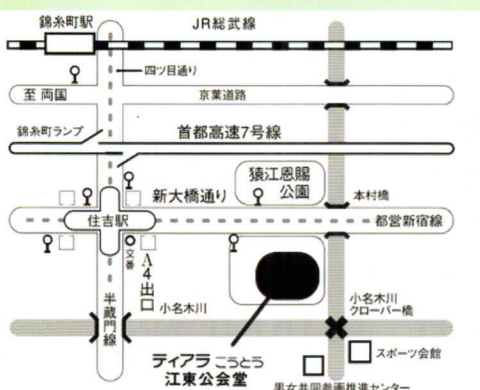 錦糸町駅
JR総武線
四ツ目通り
至 両国
京葉道路
錦糸町ランプ
首都高速7号線
猿江恩賜
公園
新大橋通り
本村橋
住吉駅
都営新宿線
交番
A4出口
半蔵門線
小名木川
小名木川
クローバー橋
ティアラこうとう
江東公会堂
スポーツ会館
男女共同参画推進センター